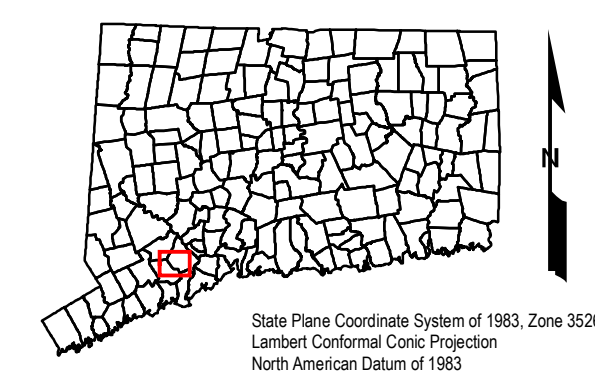 N
State Plane Coordinate System of 1983, Zone 3526
Lambert Conformal Conic Projection
North American Datum of 1983